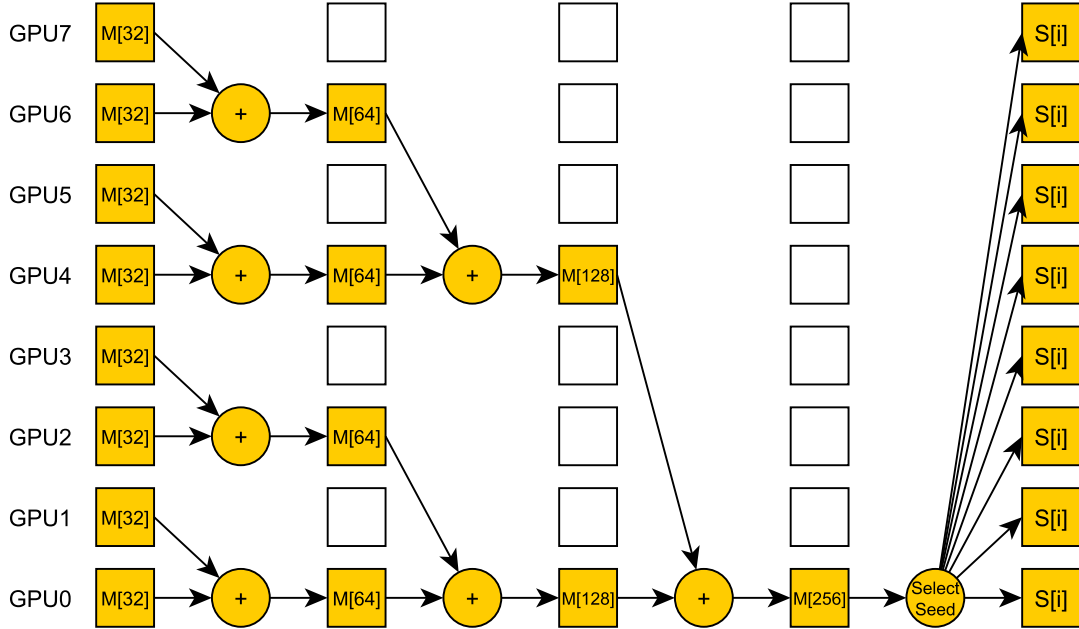 GPU7 M[32] S[i]
GPU6 M[32] + M[64] S[i]
GPU5 M[32] S[i]
GPU4 M[32] + M[64] + M[128] S[i]
GPU3 M[32] S[i]
GPU2 M[32] + M[64] S[i]
GPU1 M[32] S[i]
GPU0 M[32] + M[64] + M[128] + M[256] Select Seed S[i]